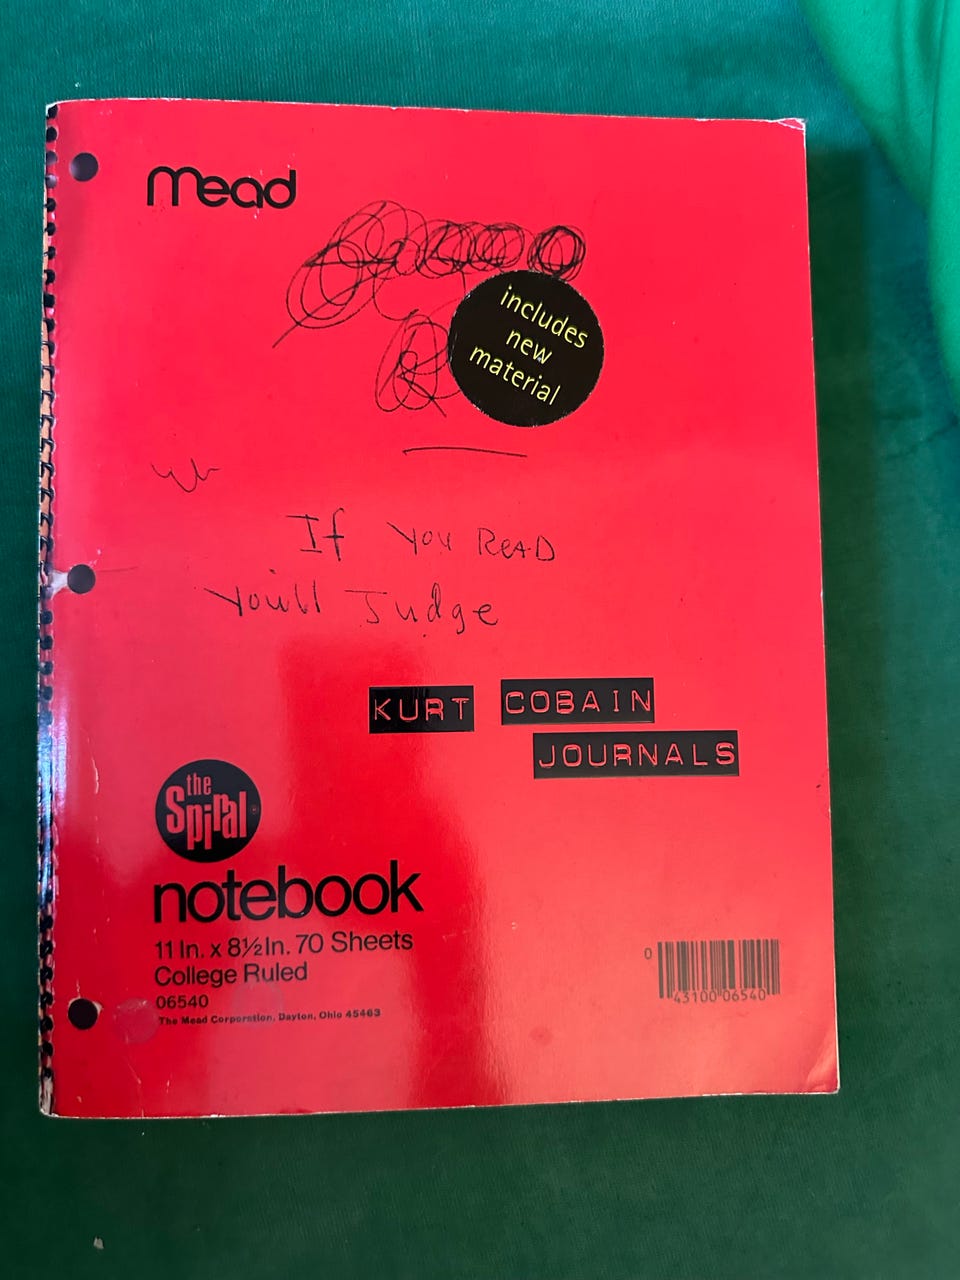 Mead
includes
new
material
If You ReAD
You'll Judge
KURT COBAIN
JOURNALS
the
Spiral
notebook
11 In. x 8½ In. 70 Sheets
College Ruled
06540
The Mead Corporation, Dayton, Ohio 45463
0 43100 06540